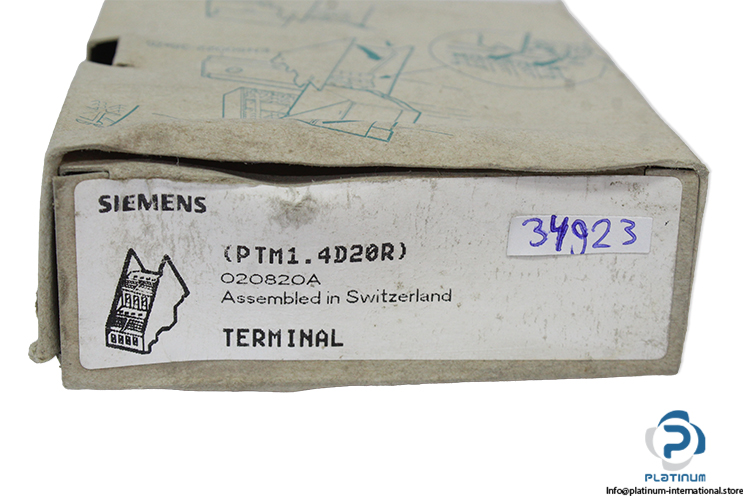 SIEMENS
34923
(PTM1.4D20R)
020820A
Assembled in Switzerland
TERMINAL
PLATINUM
Info@platinum-international.store